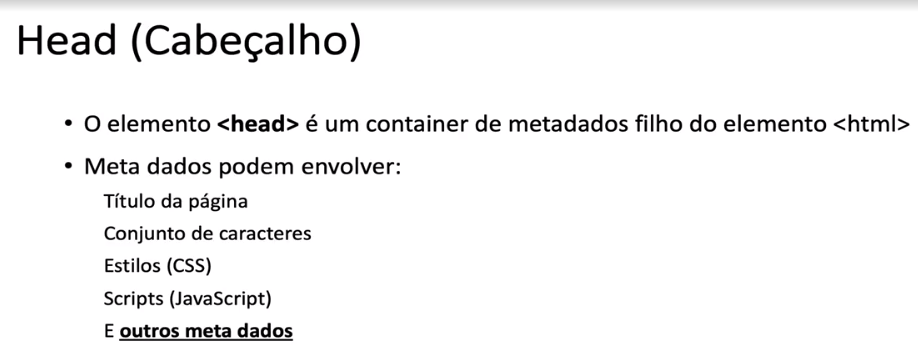 Head (Cabeçalho)
• O elemento <head> é um container de metadados filho do elemento <html>
• Meta dados podem envolver:
Título da página
Conjunto de caracteres
Estilos (CSS)
Scripts (JavaScript)
E outros meta dados